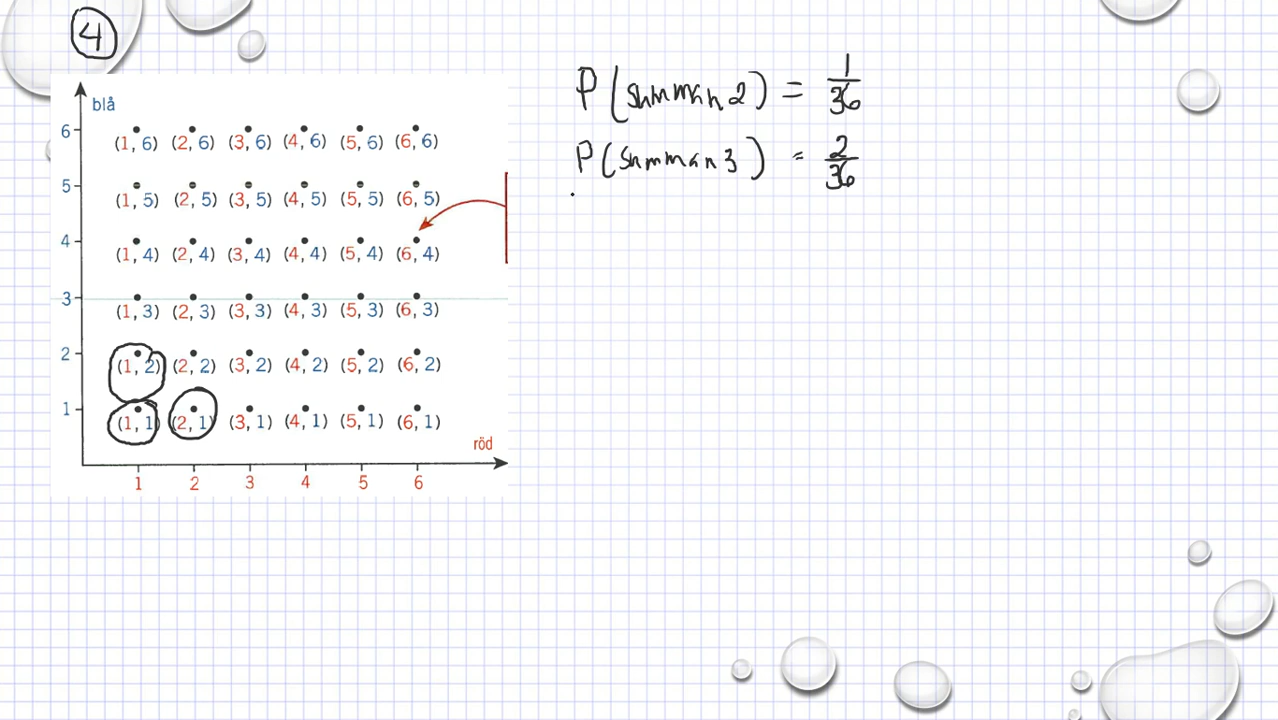 4
P(summan 2) = 1/36
P(summan 3) = 2/36
blå
6 (1, 6) (2, 6) (3, 6) (4, 6) (5, 6) (6, 6)
5 (1, 5) (2, 5) (3, 5) (4, 5) (5, 5) (6, 5)
4 (1, 4) (2, 4) (3, 4) (4, 4) (5, 4) (6, 4)
3 (1, 3) (2, 3) (3, 3) (4, 3) (5, 3) (6, 3)
2 (1, 2) (2, 2) (3, 2) (4, 2) (5, 2) (6, 2)
1 (1, 1) (2, 1) (3, 1) (4, 1) (5, 1) (6, 1)
röd
1 2 3 4 5 6